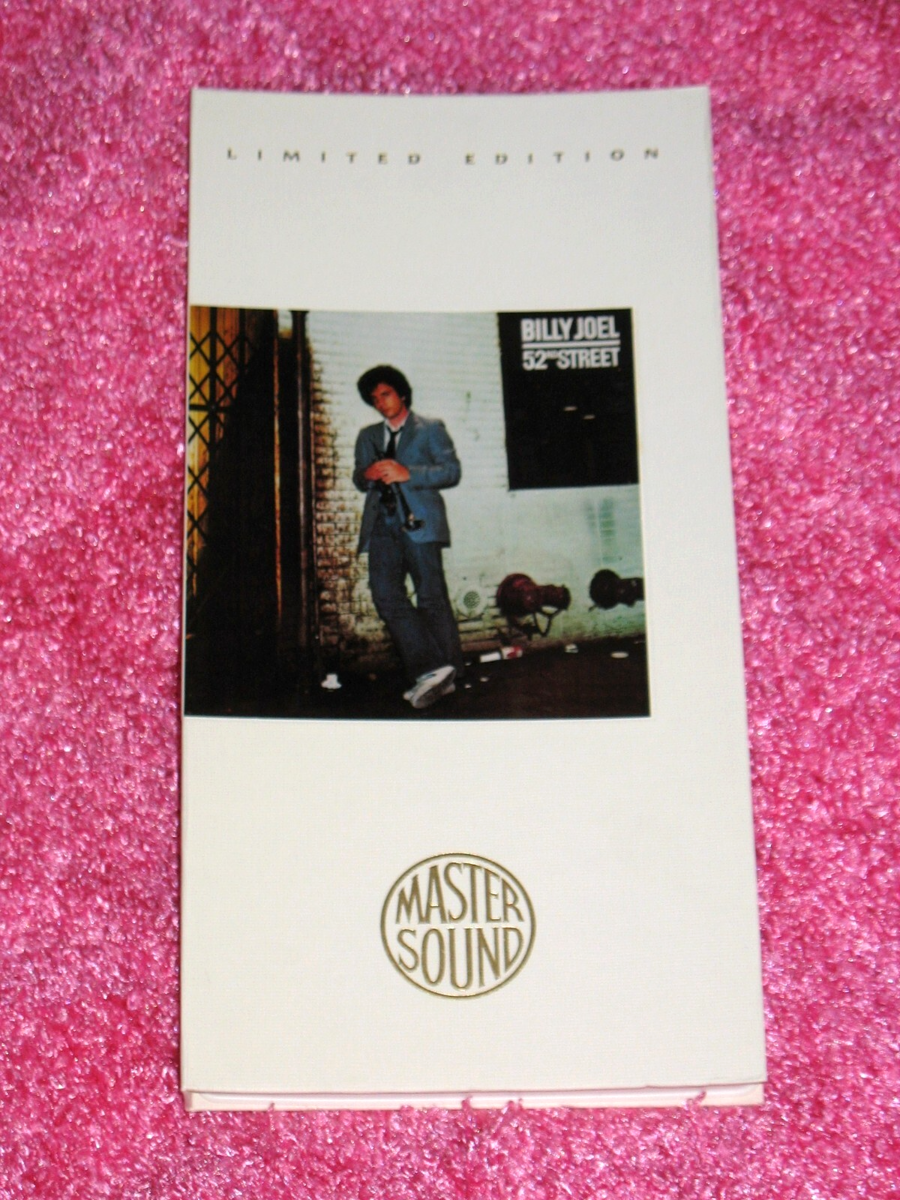 LIMITED EDITION
BILLY JOEL
52ND STREET
MASTER
SOUND